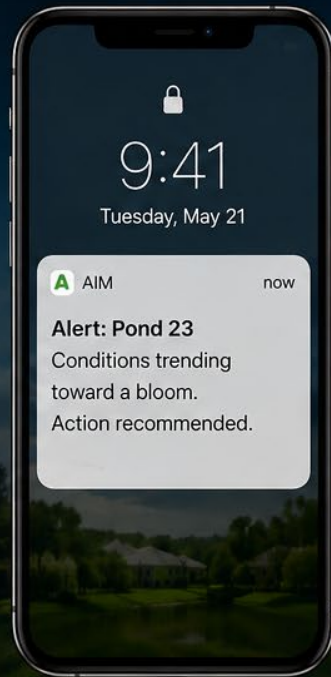 9:41
Tuesday, May 21
A AIM now
Alert: Pond 23
Conditions trending
toward a bloom.
Action recommended.